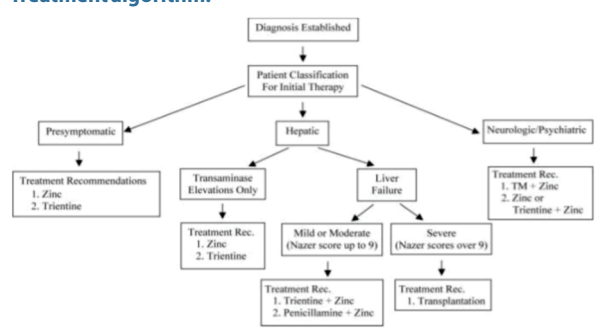 Treatment algorithm:
Diagnosis Established
Patient Classification
For Initial Therapy
Presymptomatic
Hepatic
Neurologic/Psychiatric
Treatment Recommendations
1. Zinc
2. Trientine
Transaminase
Elevations Only
Liver
Failure
Treatment Rec.
1. TM + Zinc
2. Zinc or
Trientine + Zinc
Treatment Rec.
1. Zinc
2. Trientine
Mild or Moderate
(Nazer score up to 9)
Severe
(Nazer scores over 9)
Treatment Rec.
1. Trientine + Zinc
2. Penicillamine + Zinc
Treatment Rec.
1. Transplantation